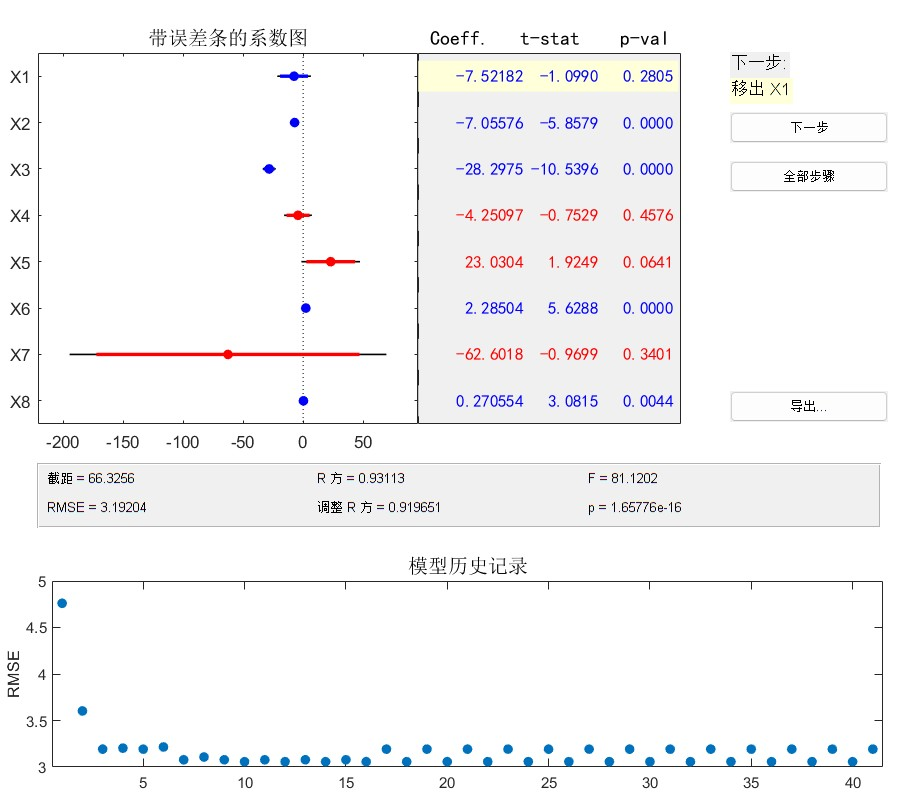 带误差条的系数图
Coeff. t-stat p-val
X1 -7.52182 -1.0990 0.2805
X2 -7.05576 -5.8579 0.0000
X3 -28.2975 -10.5396 0.0000
X4 -4.25097 -0.7529 0.4576
X5 23.0304 1.9249 0.0641
X6 2.28504 5.6288 0.0000
X7 -62.6018 -0.9699 0.3401
X8 0.270554 3.0815 0.0044
-200 -150 -100 -50 0 50
下一步:
移出 X1
下一步
全部步骤
导出...
截距 = 66.3256 R 方 = 0.93113 F = 81.1202
RMSE = 3.19204 调整 R 方 = 0.919651 p = 1.65776e-16
模型历史记录
RMSE
5
4.5
4
3.5
3
5 10 15 20 25 30 35 40